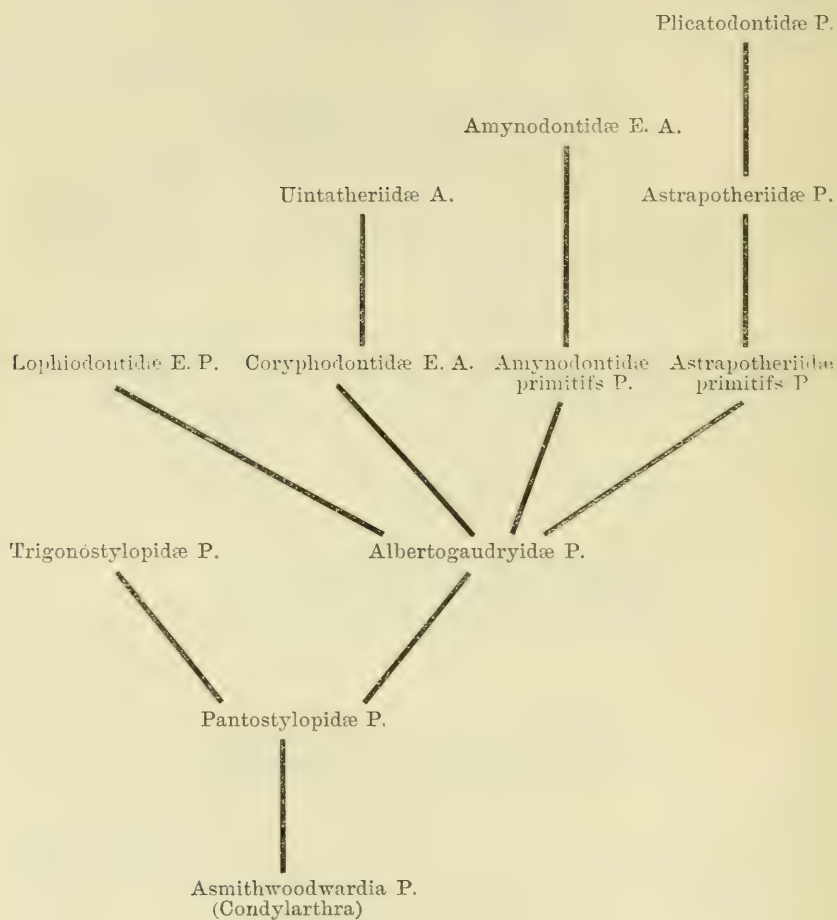 Plicatodontidæ P.
Amynodontidæ E. A.
Uintatheriidæ A.
Astrapotheriidæ P.
Lophiodontidæ E. P.
Coryphodontidæ E. A.
Amynodontidæ
primitifs P.
Astrapotheriidæ
primitifs P
Trigonostylopidæ P.
Albertogaudryidæ P.
Pantostylopidæ P.
Asmithwoodwardia P.
(Condylarthra)